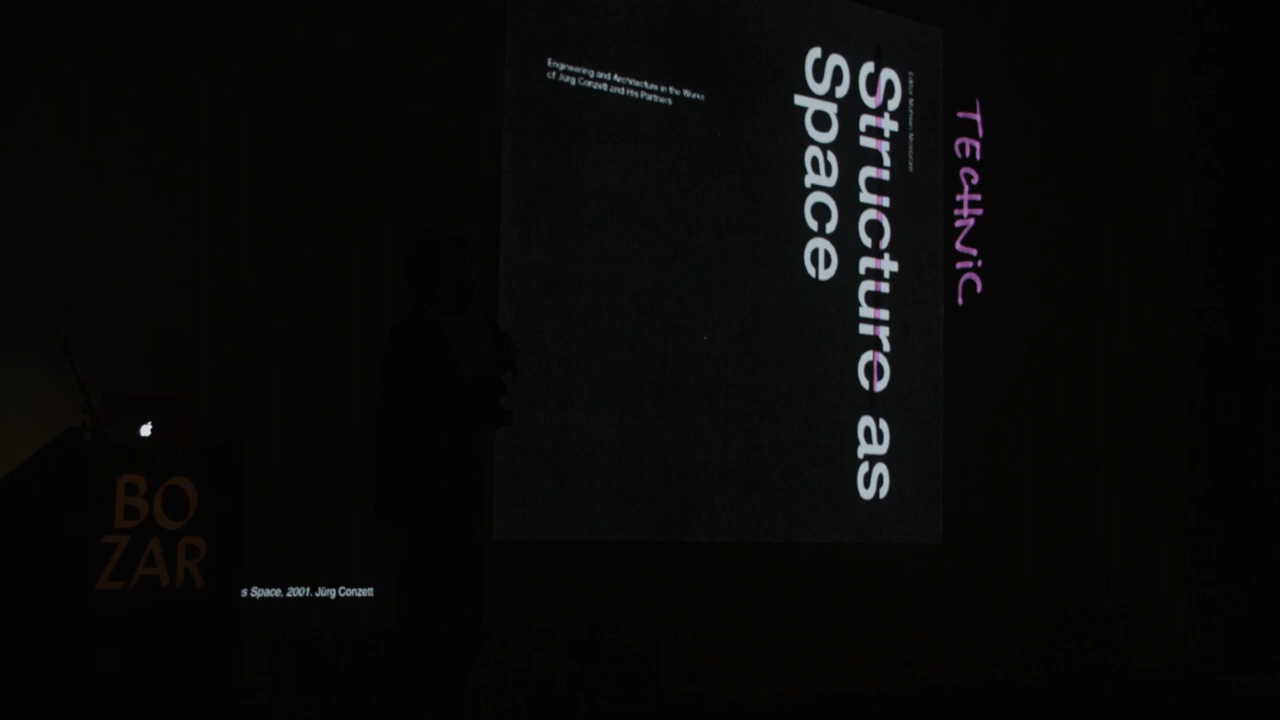 Engineering and Architecture in the Works
of Jürg Conzett and His Partners
Structure as
Space
TECHNIC
BO
ZAR
s Space, 2001. Jürg Conzett